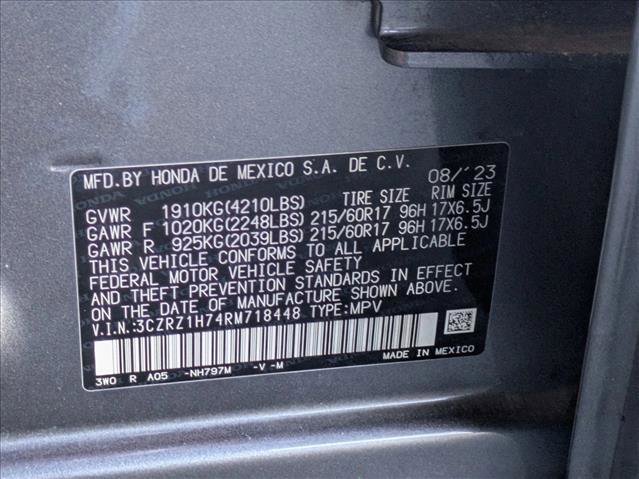 MFD.BY HONDA DE MEXICO S.A. DE C.V. 08/'23
TIRE SIZE RIM SIZE
GVWR 1910KG(4210LBS)
GAWR F 1020KG(2248LBS) 215/60R17 96H 17X6.5J
GAWR R 925KG(2039LBS) 215/60R17 96H 17X6.5J
THIS VEHICLE CONFORMS TO ALL APPLICABLE
FEDERAL MOTOR VEHICLE SAFETY
AND THEFT PREVENTION STANDARDS IN EFFECT
ON THE DATE OF MANUFACTURE SHOWN ABOVE.
V.I.N.:3CZRZ1H74RM718448 TYPE:MPV
3W0 R A05 -NH797M -V -M
MADE IN MEXICO